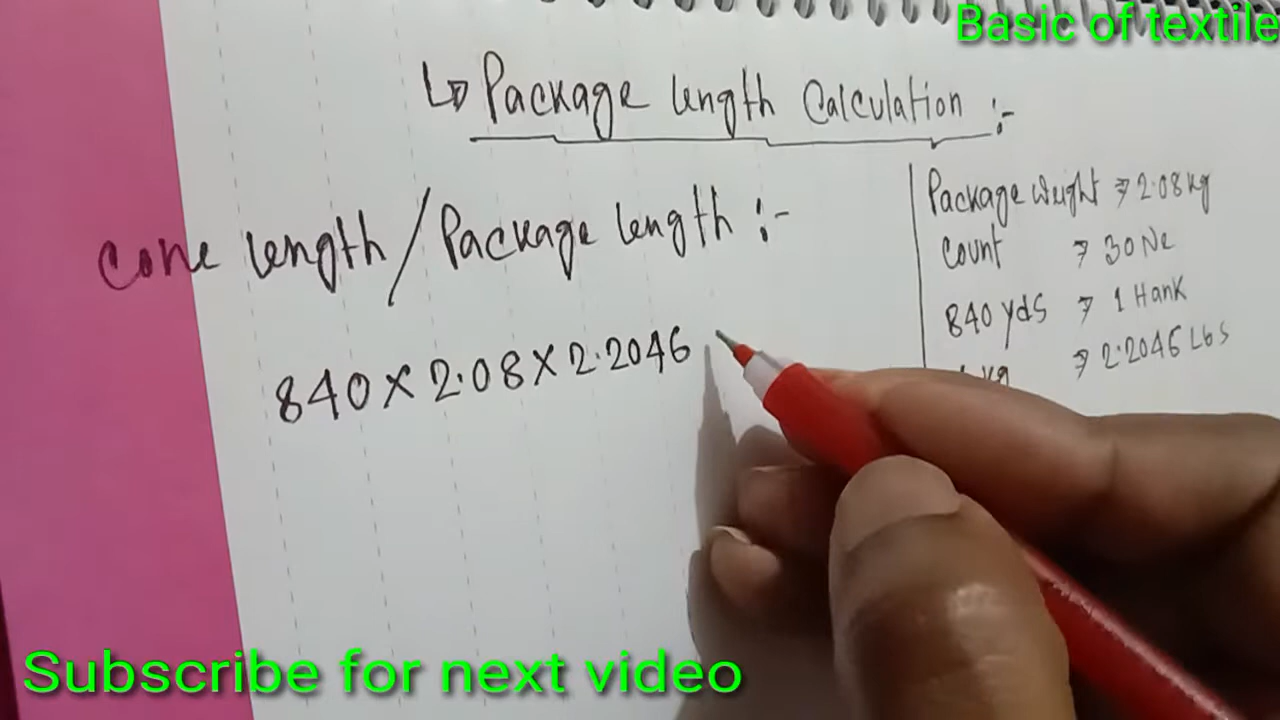 Basic of textile
↳ Package length Calculation :-
Cone length / Package length :-
Package weight ⇒ 2.08 kg
Count ⇒ 30 Ne
840 yds ⇒ 1 Hank
kg ⇒ 2.2046 Lbs
840 × 2.08 × 2.2046
Subscribe for next video